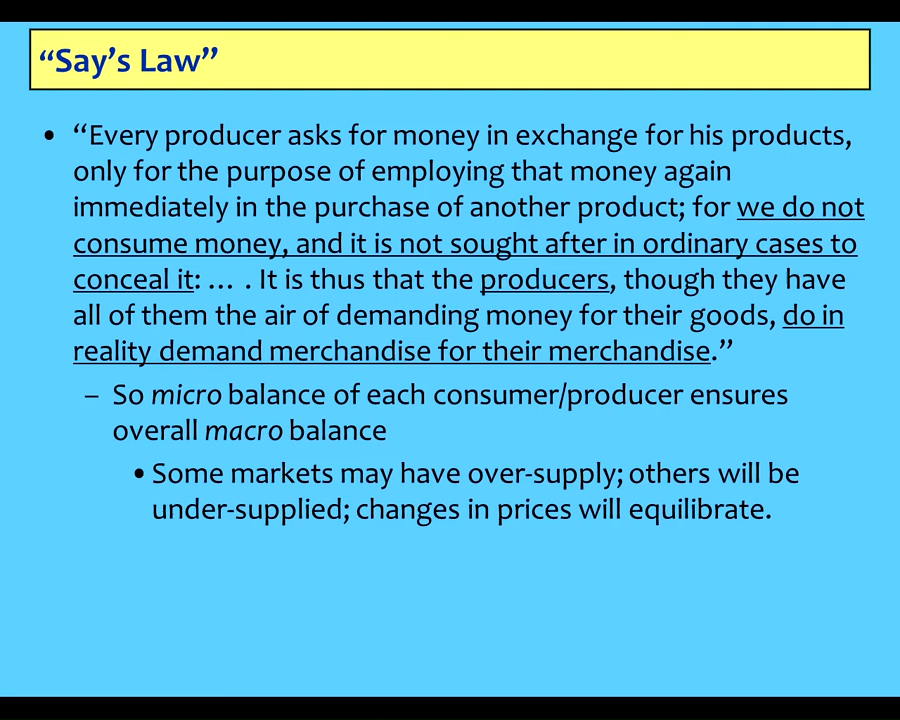 “Say’s Law”
• “Every producer asks for money in exchange for his products,
only for the purpose of employing that money again
immediately in the purchase of another product; for we do not
consume money, and it is not sought after in ordinary cases to
conceal it: … . It is thus that the producers, though they have
all of them the air of demanding money for their goods, do in
reality demand merchandise for their merchandise.”
– So micro balance of each consumer/producer ensures
overall macro balance
• Some markets may have over-supply; others will be
under-supplied; changes in prices will equilibrate.